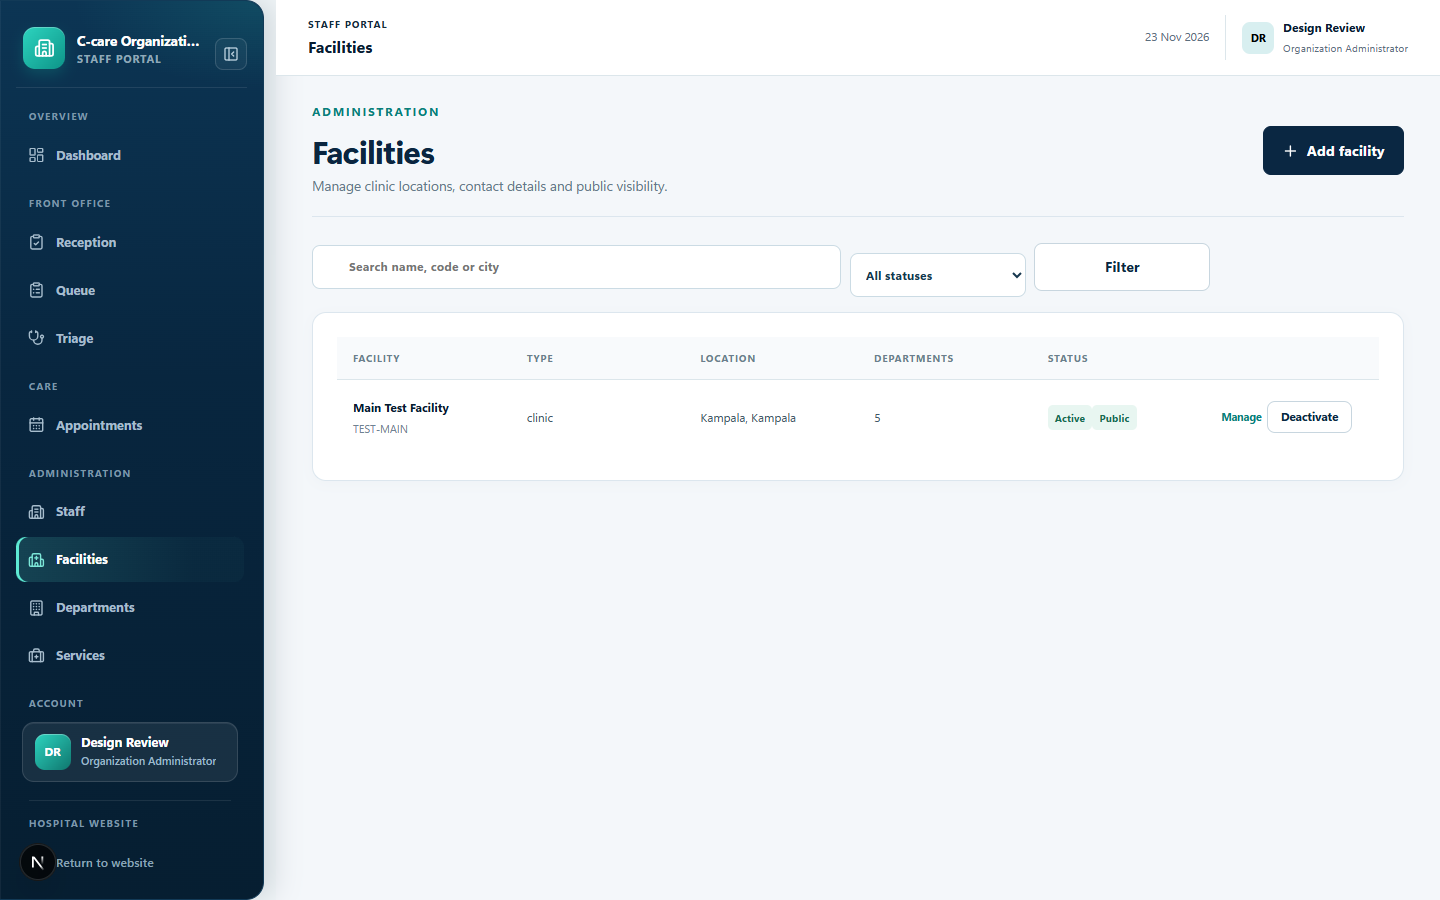 C-care Organizati...
STAFF PORTAL
OVERVIEW
Dashboard
FRONT OFFICE
Reception
Queue
Triage
CARE
Appointments
ADMINISTRATION
Staff
Facilities
Departments
Services
ACCOUNT
DR
Design Review
Organization Administrator
HOSPITAL WEBSITE
N
Return to website
STAFF PORTAL
Facilities
23 Nov 2026
DR
Design Review
Organization Administrator
ADMINISTRATION
Facilities
Manage clinic locations, contact details and public visibility.
+ Add facility
Search name, code or city
All statuses
Filter
FACILITY TYPE LOCATION DEPARTMENTS STATUS
Main Test Facility
TEST-MAIN
clinic
Kampala, Kampala
5
Active Public
Manage Deactivate